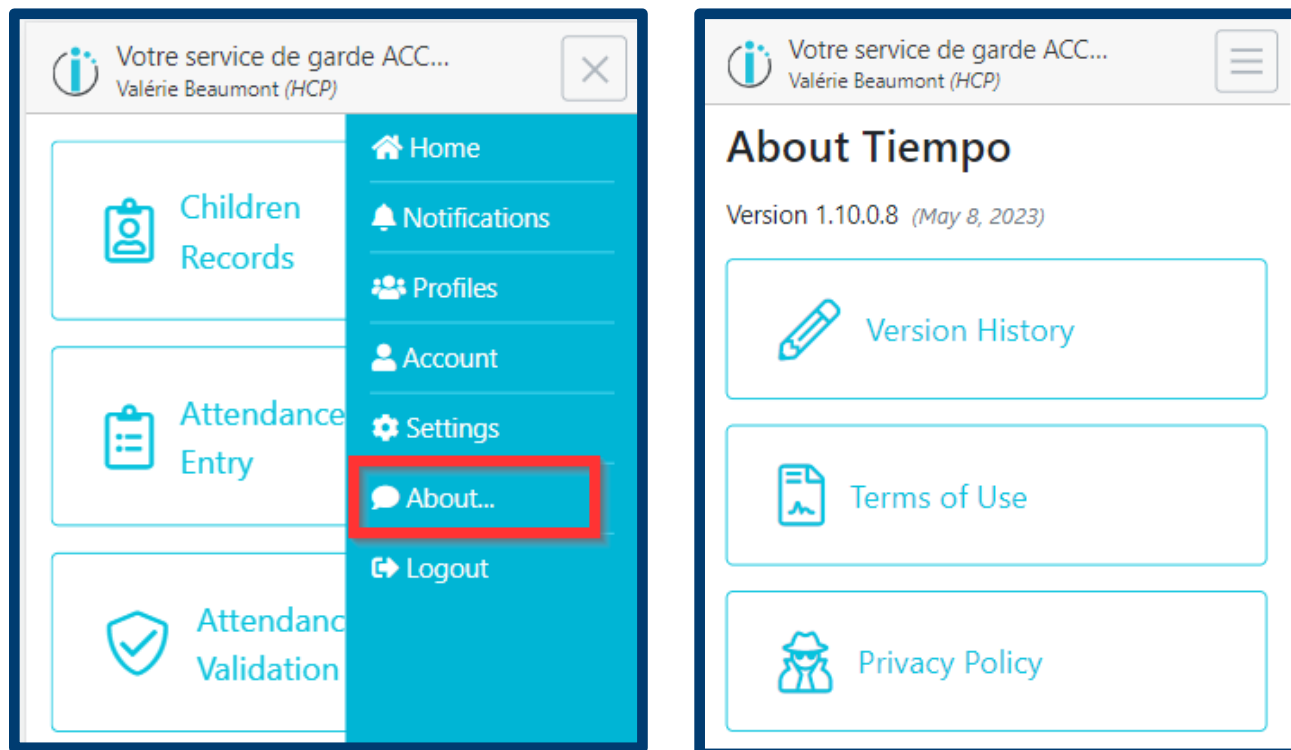 Votre service de garde ACC...
Valérie Beaumont (HCP)
Children
Records
Attendance
Entry
Attendanc
Validation
Home
Notifications
Profiles
Account
Settings
About...
Logout
Votre service de garde ACC...
Valérie Beaumont (HCP)
About Tiempo
Version 1.10.0.8 (May 8, 2023)
Version History
Terms of Use
Privacy Policy